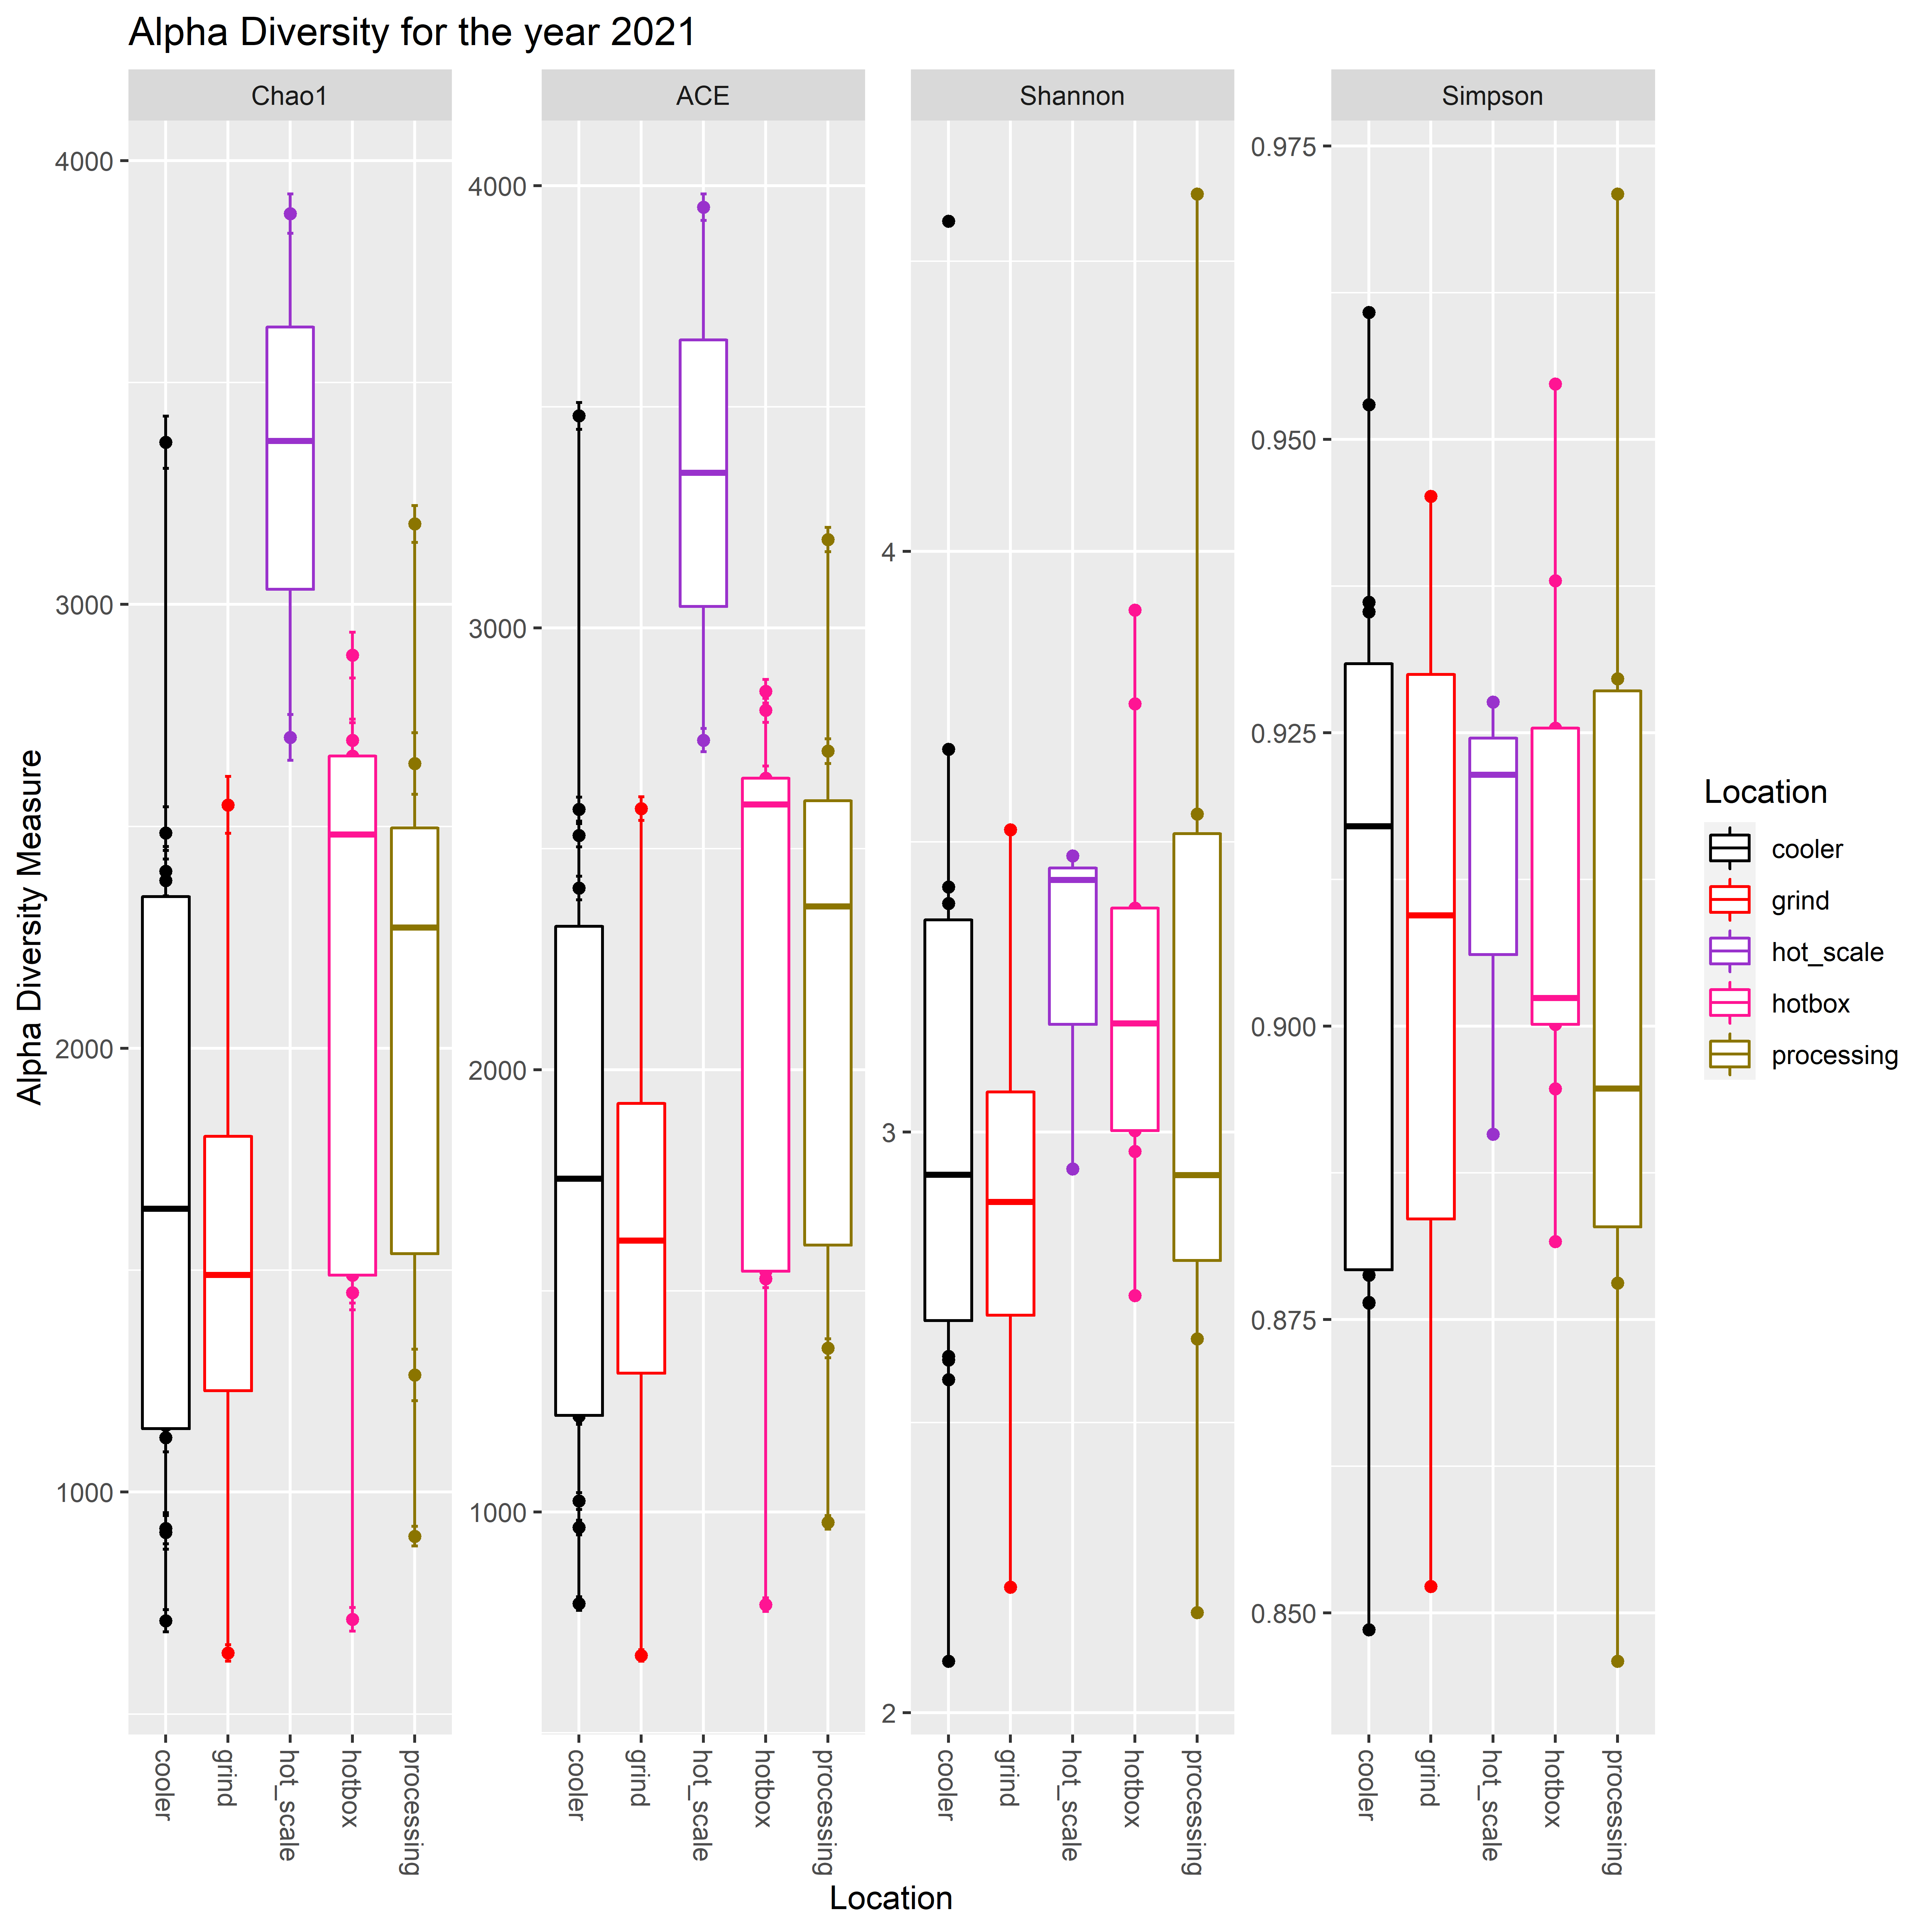 Alpha Diversity for the year 2021
Chao1
ACE
Shannon
Simpson
Alpha Diversity Measure
4000
3000
2000
1000
4000
3000
2000
1000
4
3
2
0.975
0.950
0.925
0.900
0.875
0.850
cooler
grind
hot_scale
hotbox
processing
cooler
grind
hot_scale
hotbox
processing
cooler
grind
hot_scale
hotbox
processing
cooler
grind
hot_scale
hotbox
processing
Location
Location
cooler
grind
hot_scale
hotbox
processing